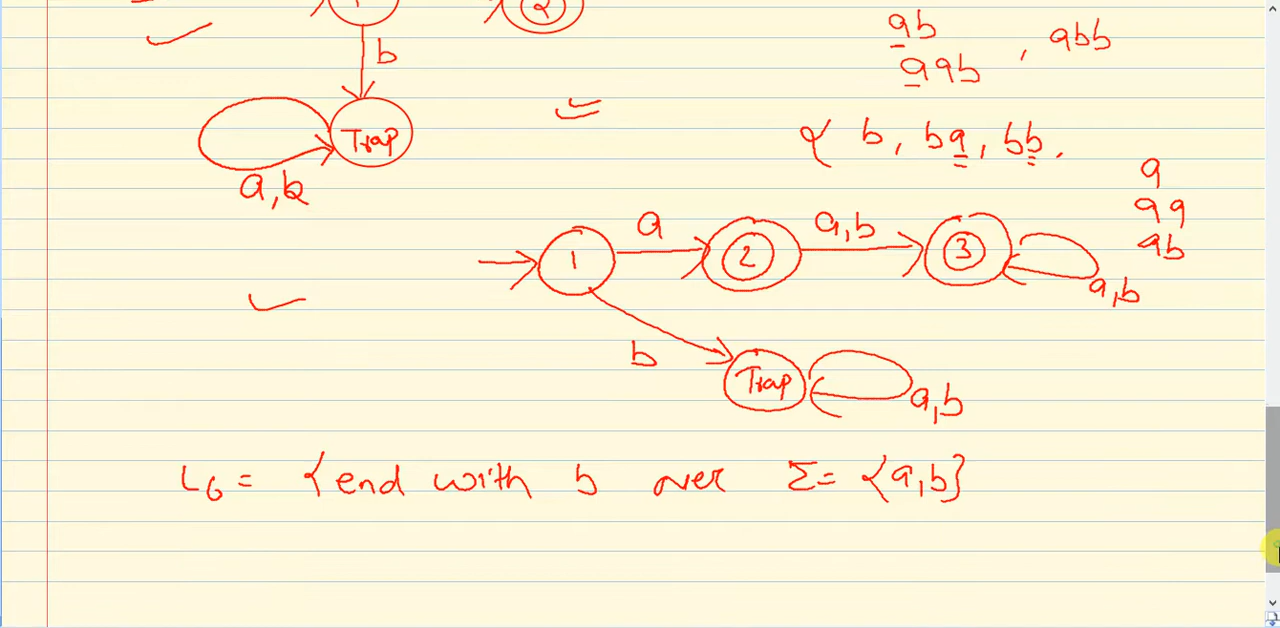 ab
, abb
b
aab
Trap
{ b, ba, bb,
a
a,b
aa
a a,b
ab
1 2 3
a,b
b
Trap
a,b
L6 = {end with b over Σ= {a,b}